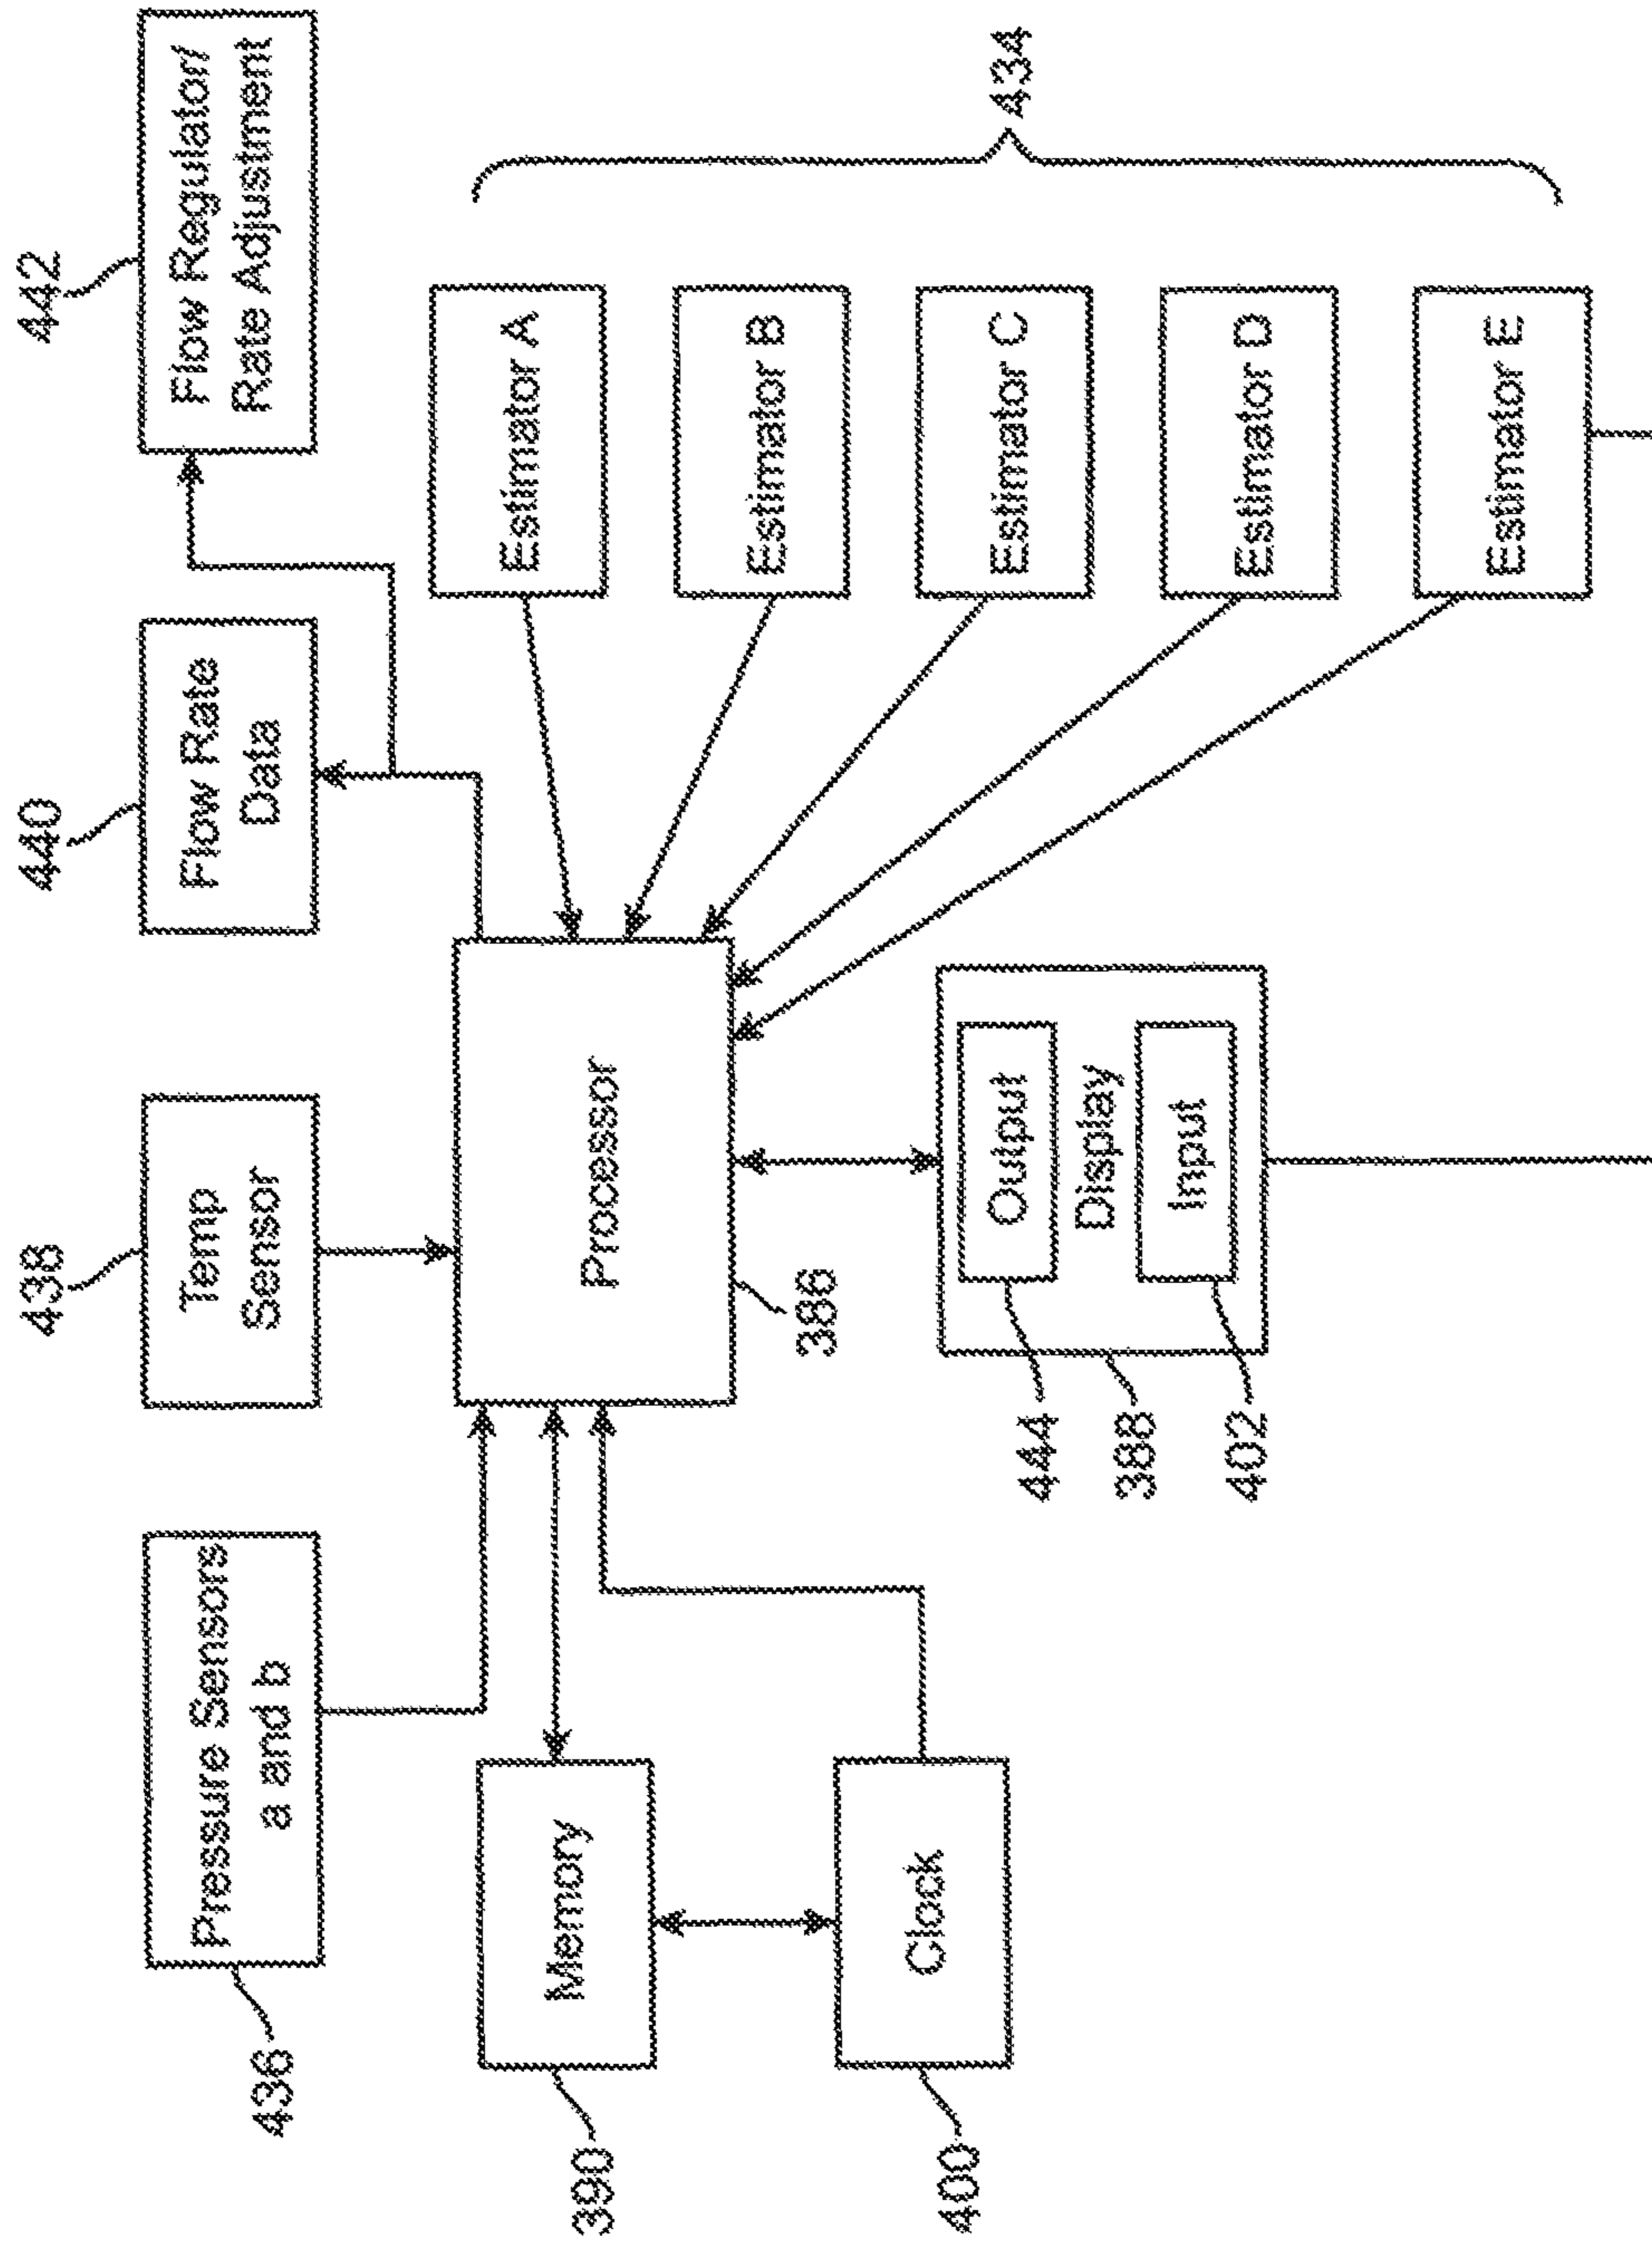 438
440
442
Pressure Sensors
a and b
436
Temp
Sensor
Flow Rate
Data
Flow Regulator/
Rate Adjustment
Memory
390
Processor
386
Estimator A
Estimator B
Estimator C
Estimator D
Estimator E
434
Clock
400
Output
444
Display
388
Input
402